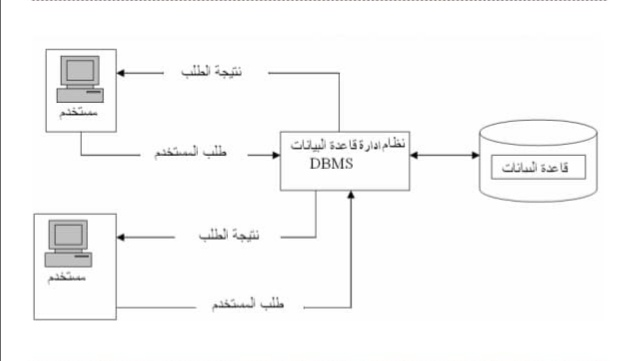 نتيجة الطلب
مستخدم
طلب المستخدم
نظام ادارة قاعدة البيانات
DBMS
قاعدة البيانات
نتيجة الطلب
مستخدم
طلب المستخدم